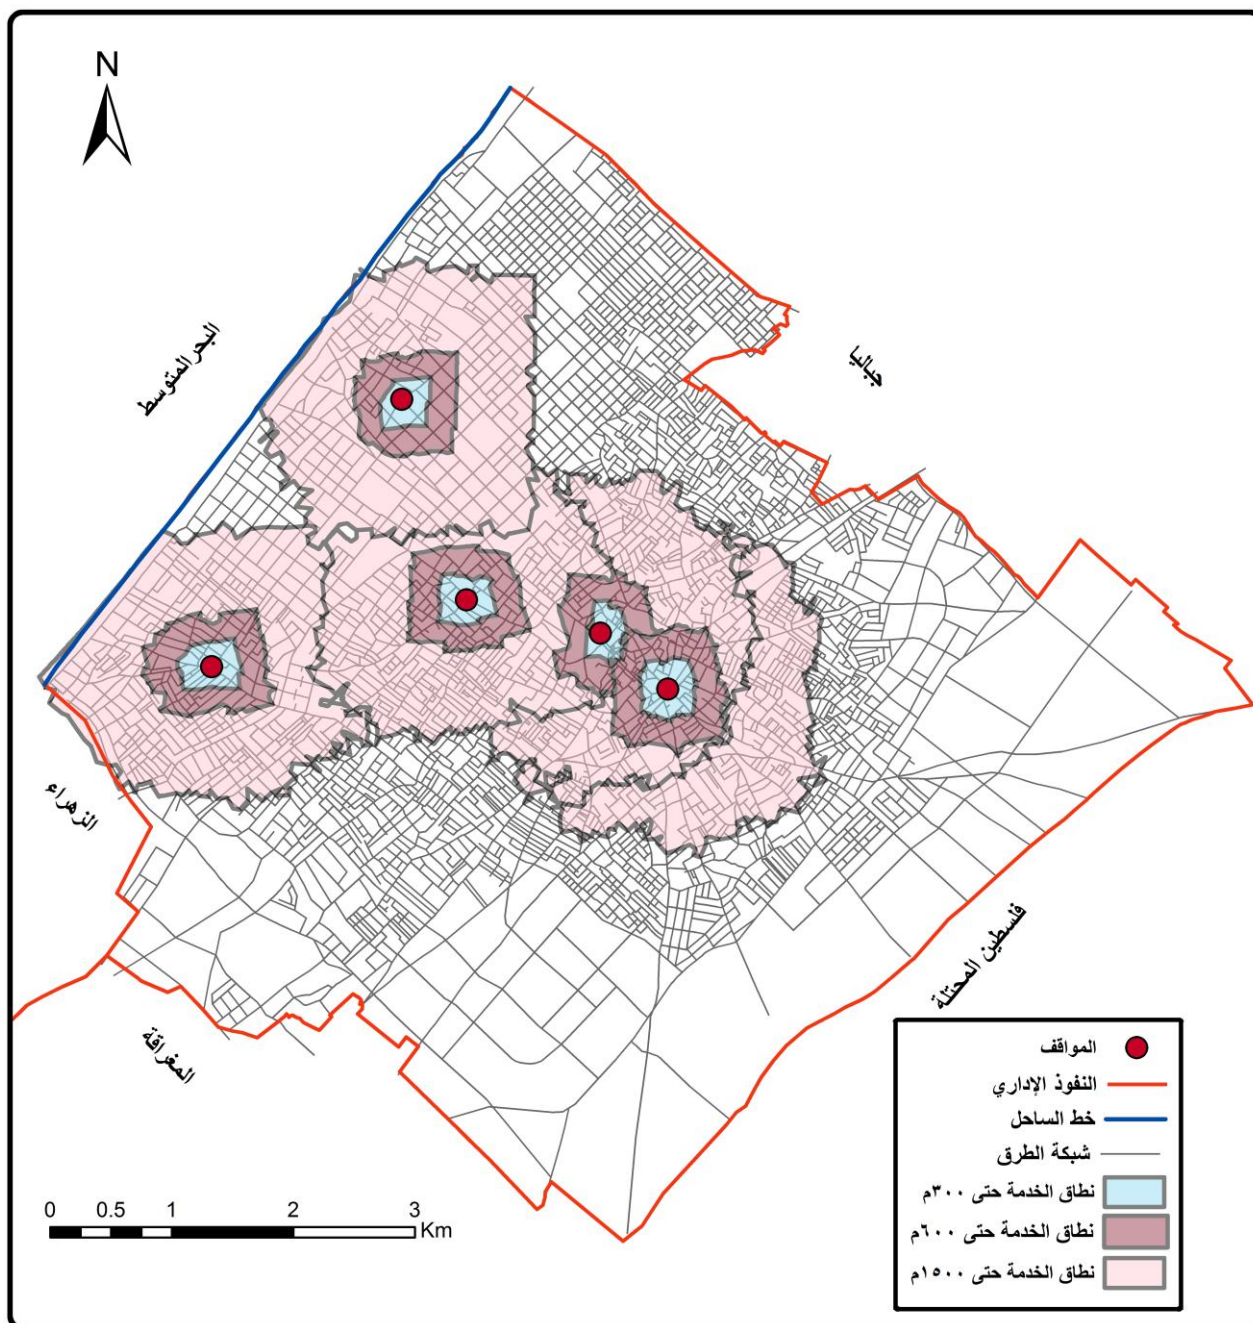 N
البحر المتوسط
جباليا
الزهراء
فلسطين المحتلة
المغراقة
المواقف
النفوذ الإداري
خط الساحل
شبكة الطرق
نطاق الخدمة حتى ٣٠٠م
نطاق الخدمة حتى ٦٠٠م
نطاق الخدمة حتى ١٥٠٠م
0 0.5 1 2 3 Km